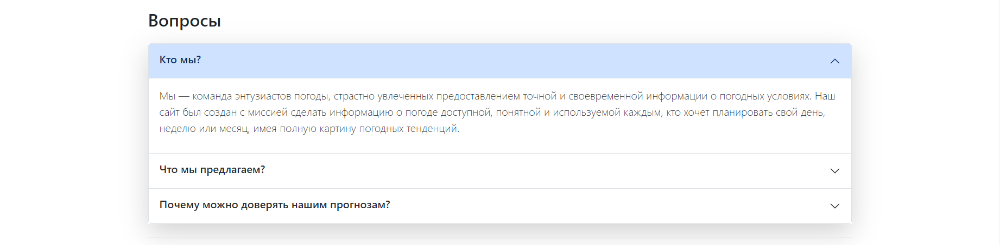 Вопросы
Кто мы?
Мы — команда энтузиастов погоды, страстно увлеченных предоставлением точной и своевременной информации о погодных условиях. Наш
сайт был создан с миссией сделать информацию о погоде доступной, понятной и используемой каждым, кто хочет планировать свой день,
неделю или месяц, имея полную картину погодных тенденций.
Что мы предлагаем?
Почему можно доверять нашим прогнозам?